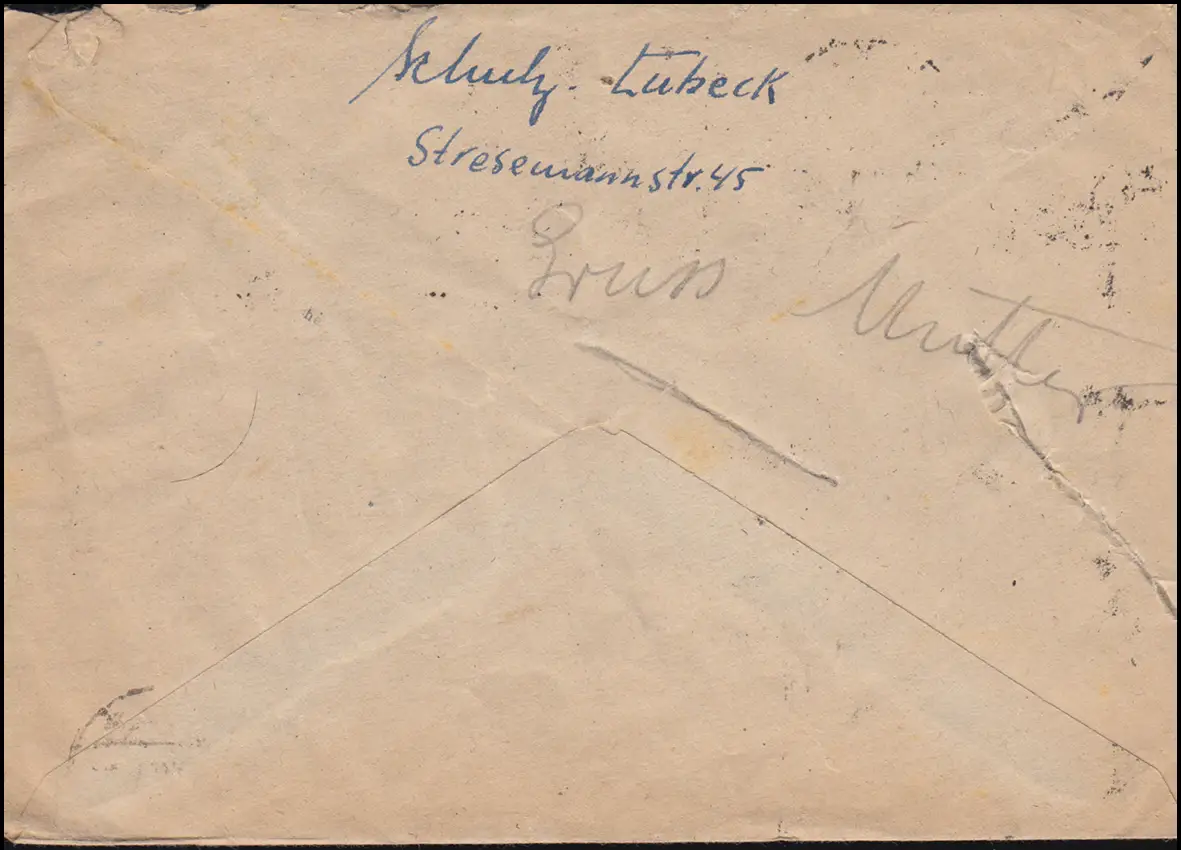 Schulz. Lübeck
Stresemannstr. 45
Gruss Mutter